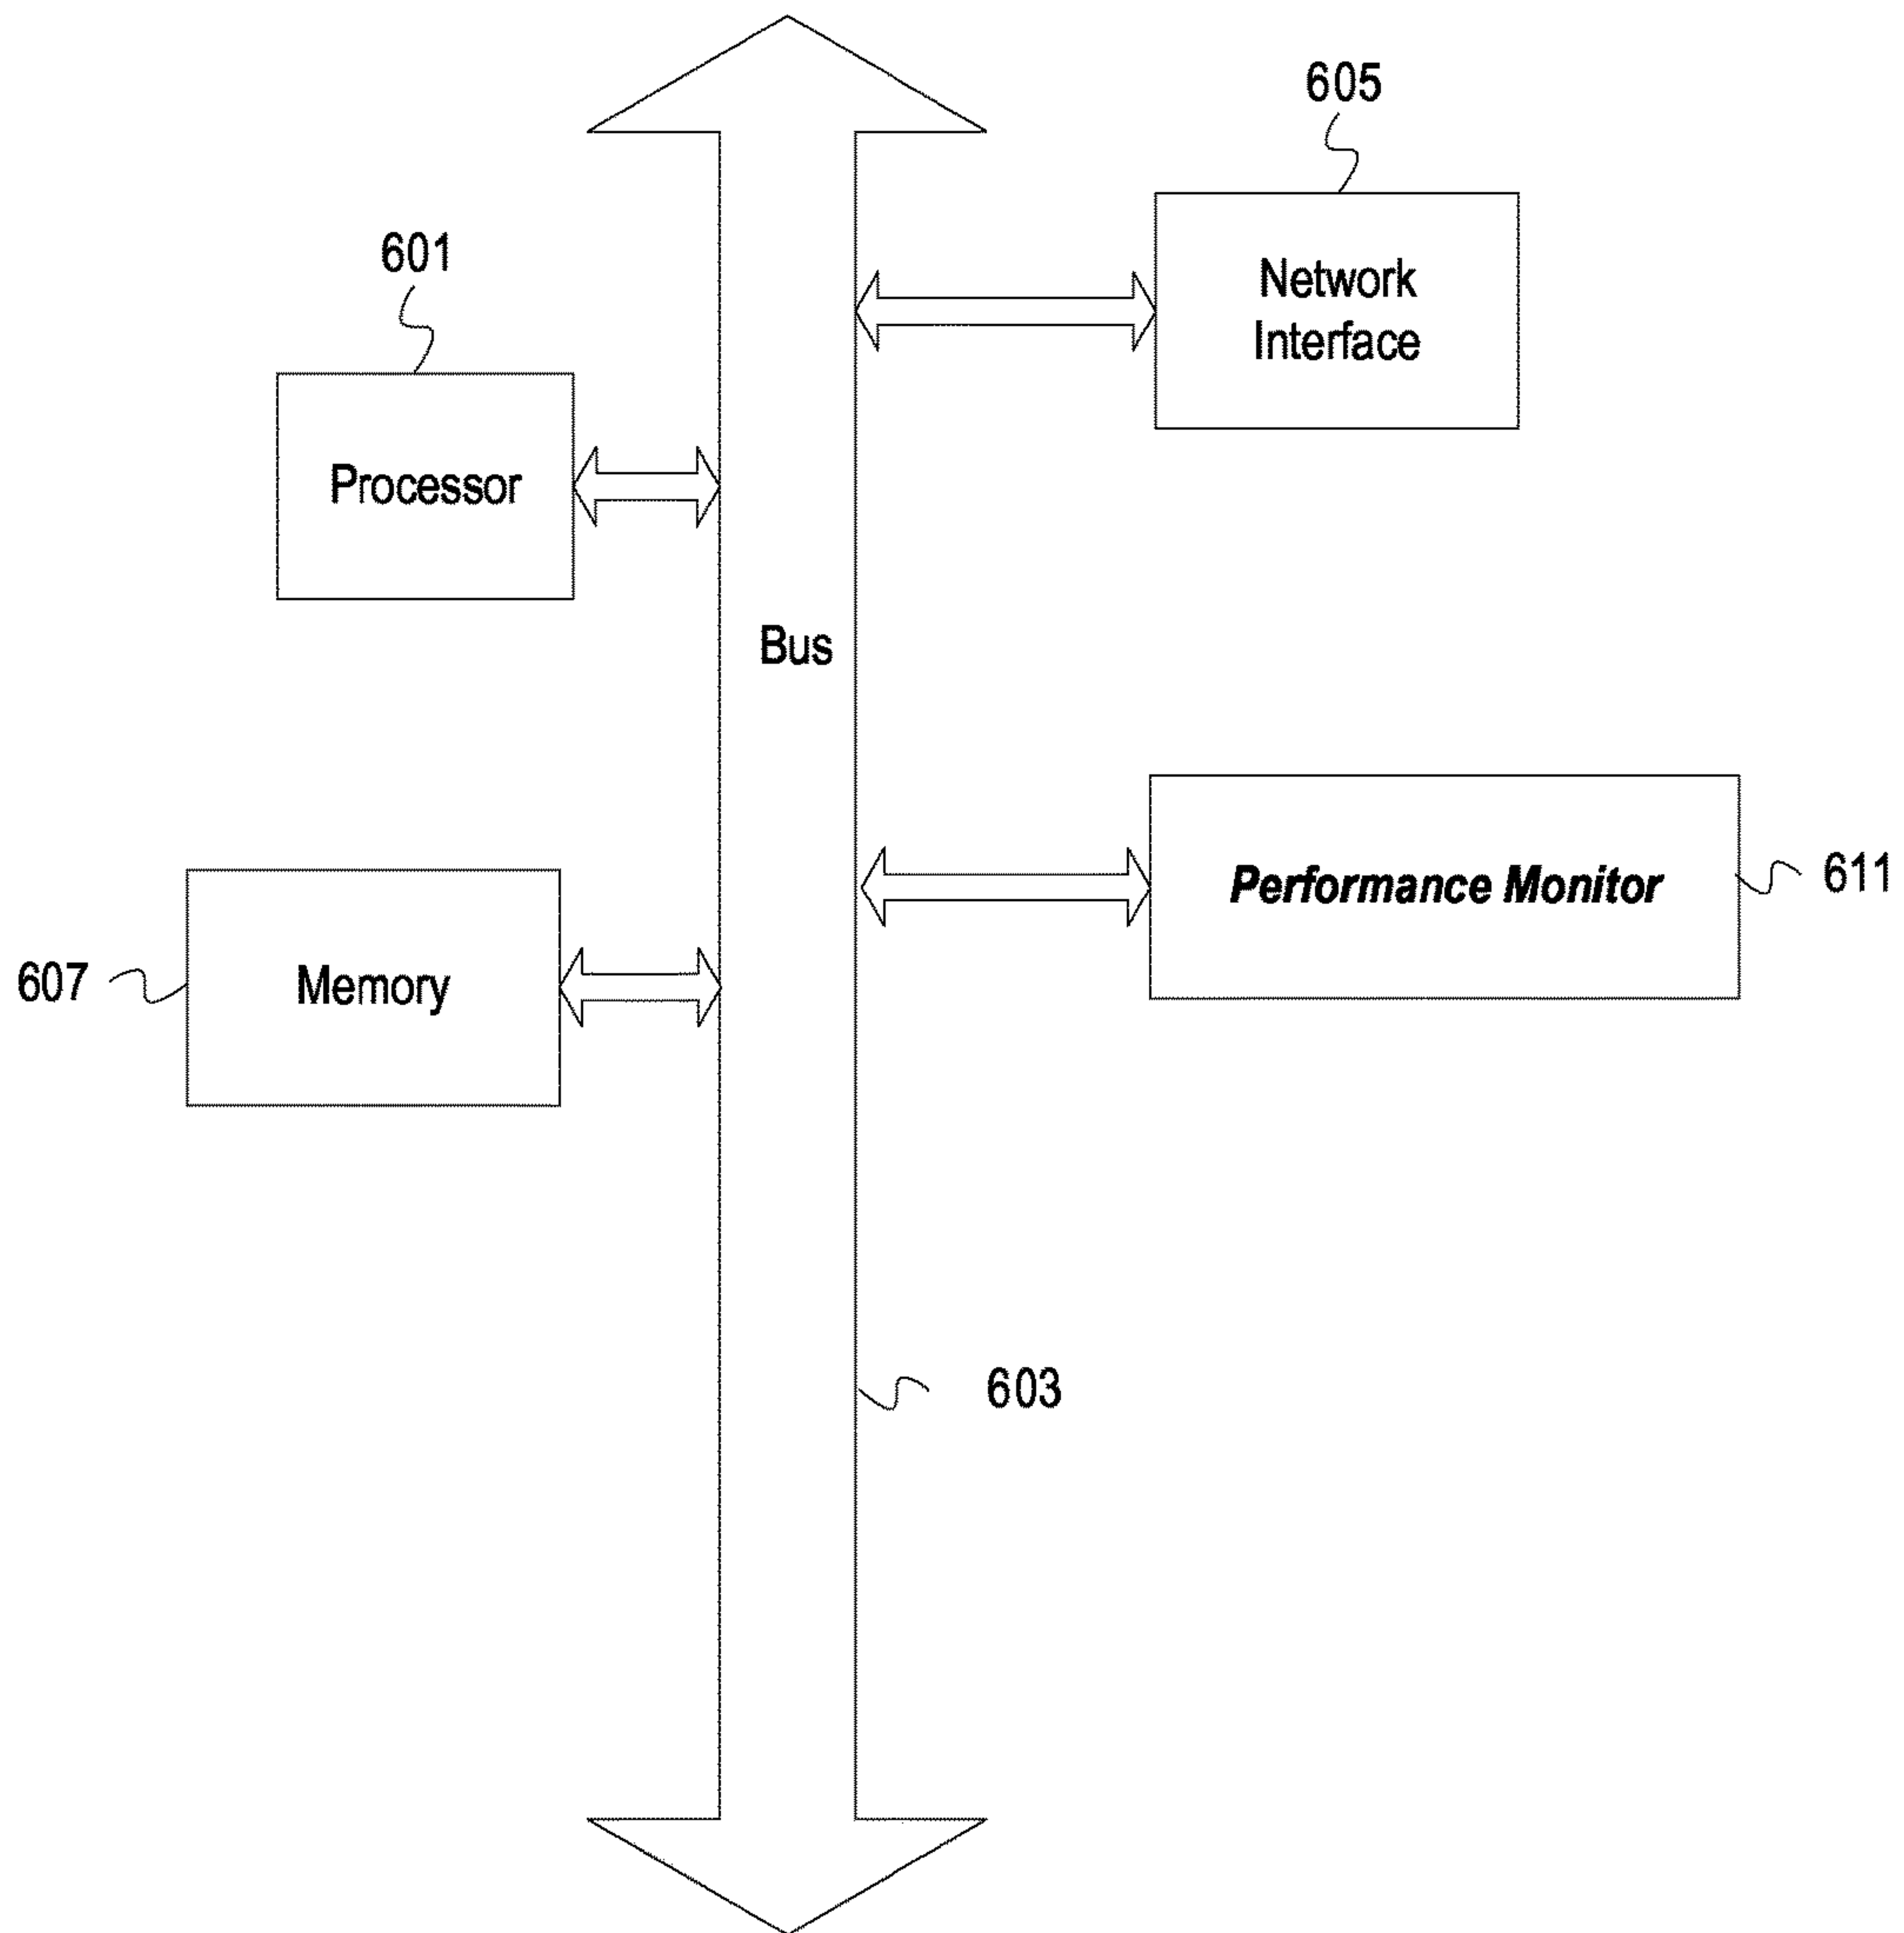 605
Network
Interface
601
Processor
Bus
Performance Monitor
611
607
Memory
603